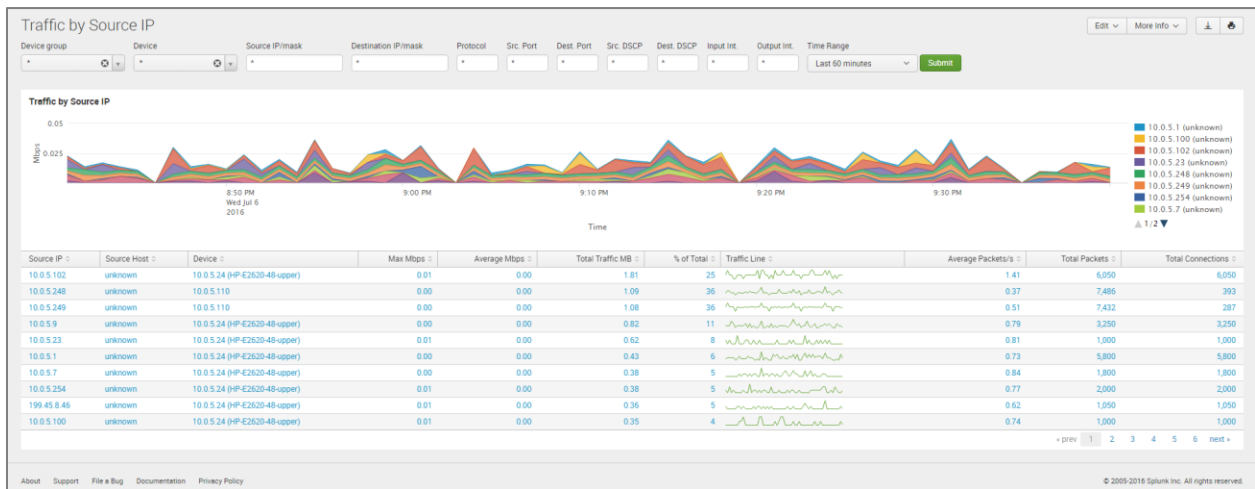 Traffic by Source IP
Edit More Info
Device group Device Source IP/mask Destination IP/mask Protocol Src. Port Dest. Port Src. DSCP Dest. DSCP Input Int. Output Int. Time Range
* * * * * * * * * * * Last 60 minutes Submit
Traffic by Source IP
0.05
0.025
Mbps
8:50 PM 9:00 PM 9:10 PM 9:20 PM 9:30 PM
Wed Jul 6
2016
Time
10.0.5.1 (unknown)
10.0.5.100 (unknown)
10.0.5.102 (unknown)
10.0.5.23 (unknown)
10.0.5.248 (unknown)
10.0.5.249 (unknown)
10.0.5.254 (unknown)
10.0.5.7 (unknown)
1/2
Source IP Source Host Device Max Mbps Average Mbps Total Traffic MB % of Total Traffic Line Average Packets/s Total Packets Total Connections
10.0.5.102 unknown 10.0.5.24 (HP-E2620-48-upper) 0.01 0.00 1.81 25 1.41 6,050 6,050
10.0.5.248 unknown 10.0.5.110 0.00 0.00 1.09 36 0.37 7,486 393
10.0.5.249 unknown 10.0.5.110 0.00 0.00 1.08 36 0.51 7,432 287
10.0.5.9 unknown 10.0.5.24 (HP-E2620-48-upper) 0.00 0.00 0.82 11 0.79 3,250 3,250
10.0.5.23 unknown 10.0.5.24 (HP-E2620-48-upper) 0.01 0.00 0.62 8 0.81 1,000 1,000
10.0.5.1 unknown 10.0.5.24 (HP-E2620-48-upper) 0.00 0.00 0.43 6 0.73 5,800 5,800
10.0.5.7 unknown 10.0.5.24 (HP-E2620-48-upper) 0.00 0.00 0.38 5 0.84 1,800 1,800
10.0.5.254 unknown 10.0.5.24 (HP-E2620-48-upper) 0.01 0.00 0.38 5 0.77 2,000 2,000
199.45.8.46 unknown 10.0.5.24 (HP-E2620-48-upper) 0.01 0.00 0.36 5 0.62 1,050 1,050
10.0.5.100 unknown 10.0.5.24 (HP-E2620-48-upper) 0.01 0.00 0.35 4 0.74 1,000 1,000
« prev 1 2 3 4 5 6 next »
About Support File a Bug Documentation Privacy Policy © 2005-2016 Splunk Inc. All rights reserved.